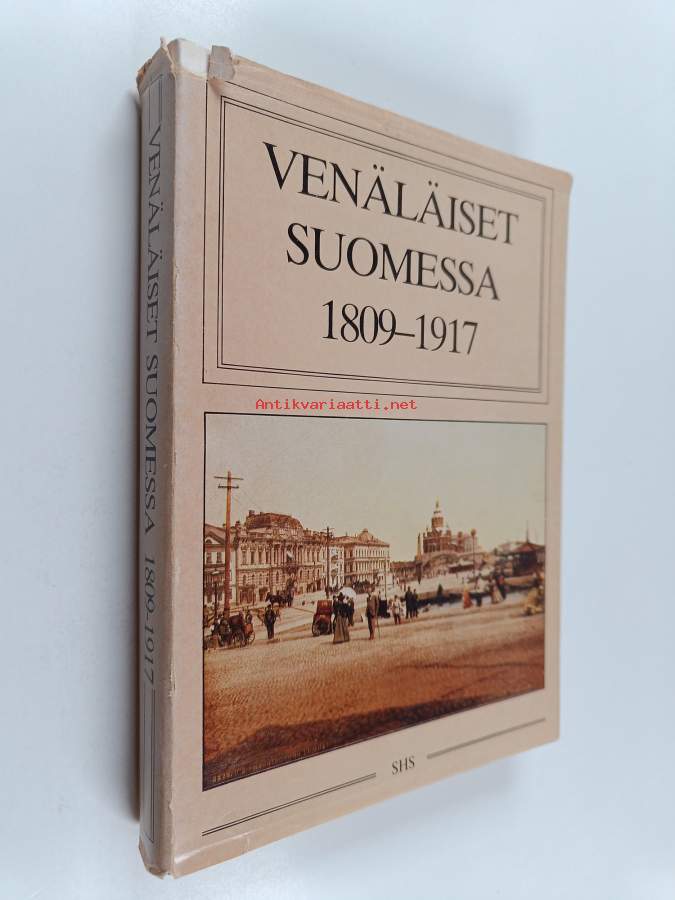 VENÄLÄISET
SUOMESSA
1809–1917
Antikvariaatti.net
SHS
VENÄLÄISET SUOMESSA 1809–1917